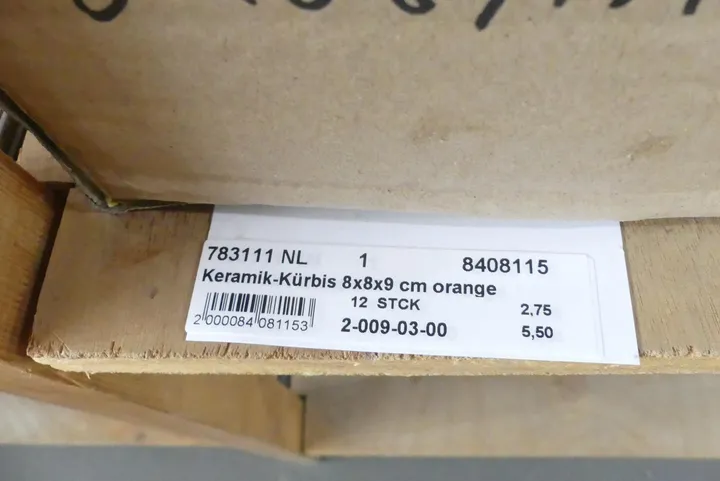 783111 NL 1 8408115
Keramik-Kürbis 8x8x9 cm orange
12 STCK 2,75
2 000084 081153 2-009-03-00 5,50